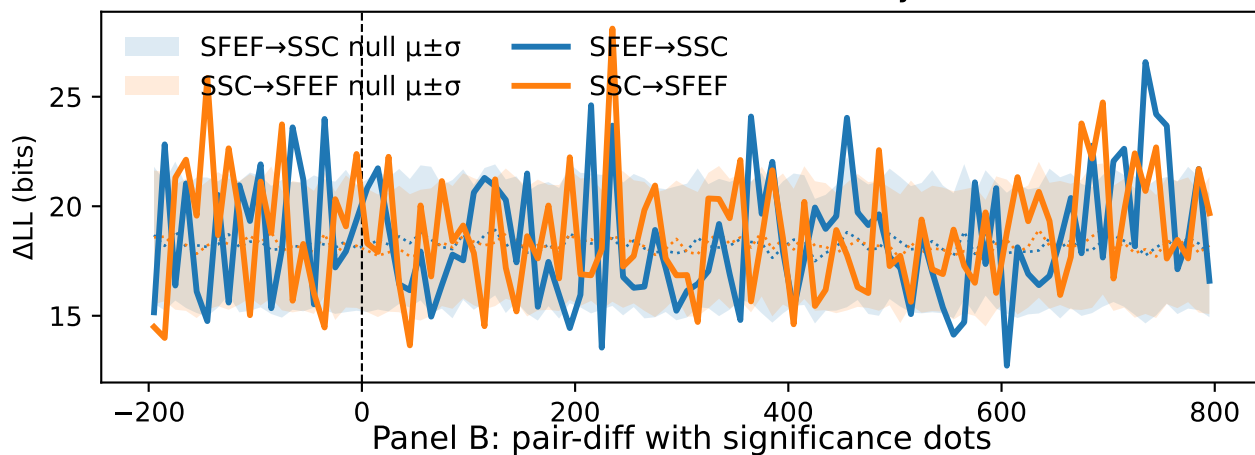 SFEF→SSC null μ±σ
SSC→SFEF null μ±σ
SFEF→SSC
SSC→SFEF
ΔLL (bits)
25
20
15
−200
0
200
400
600
800
Panel B: pair-diff with significance dots